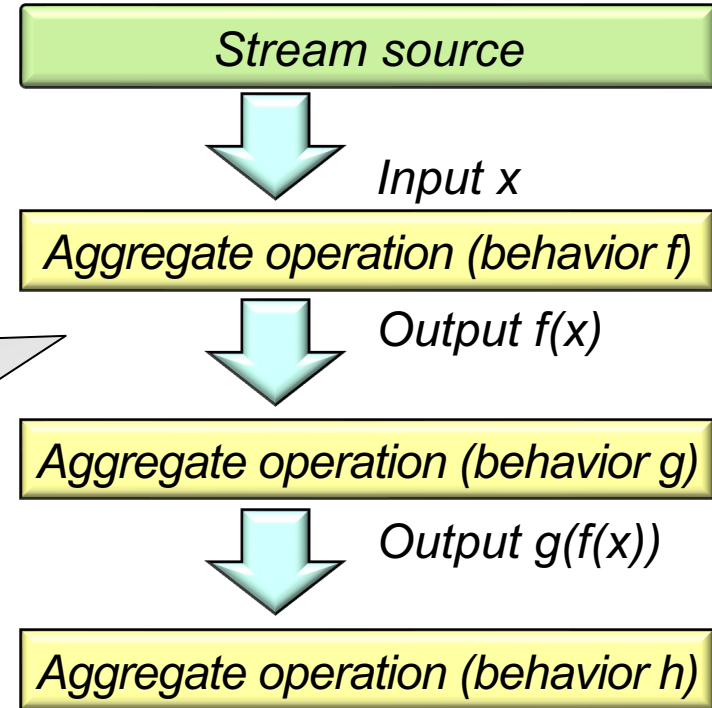 Stream source
Input x
Aggregate operation (behavior f)
Output f(x)
Aggregate operation (behavior g)
Output g(f(x))
Aggregate operation (behavior h)